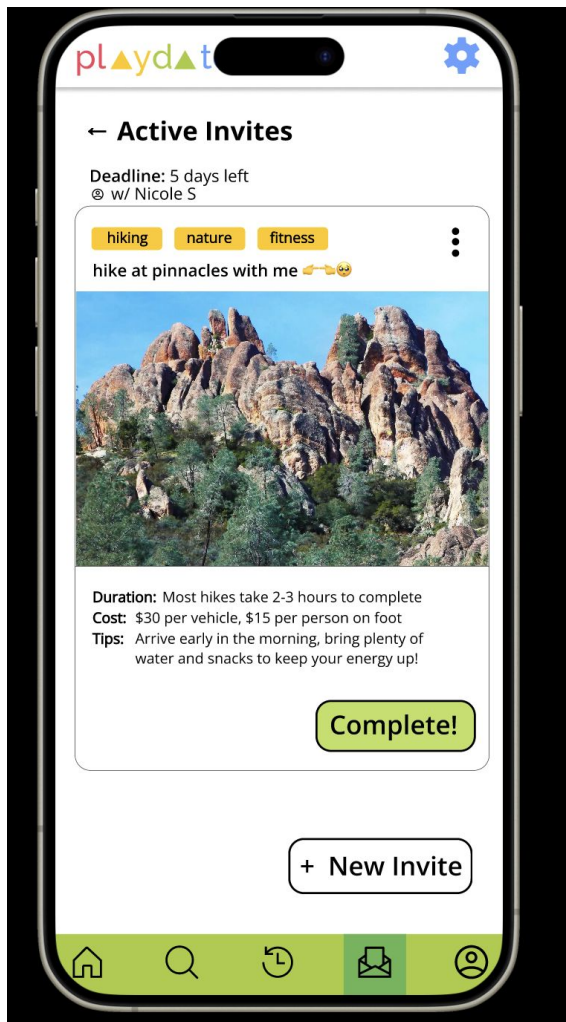 playdat
← Active Invites
Deadline: 5 days left
w/ Nicole S
hiking nature fitness
hike at pinnacles with me 👉👈🥺
Duration: Most hikes take 2-3 hours to complete
Cost: $30 per vehicle, $15 per person on foot
Tips: Arrive early in the morning, bring plenty of
water and snacks to keep your energy up!
Complete!
+ New Invite